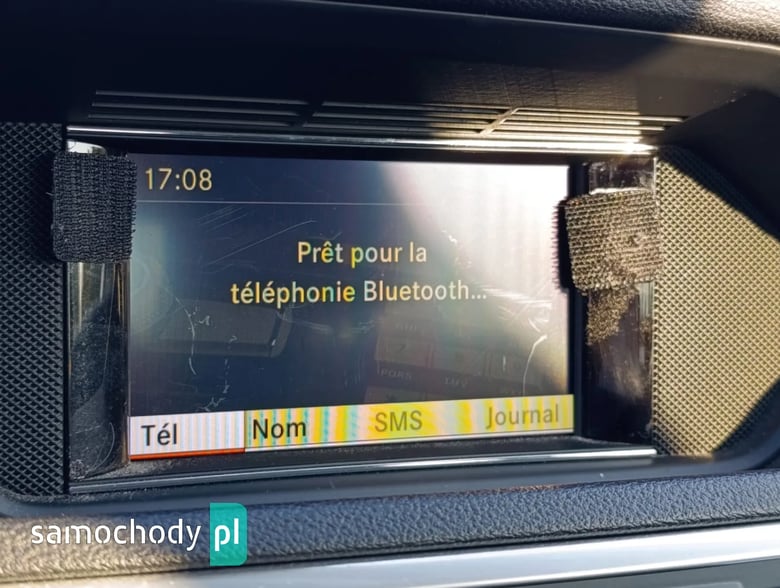 17:08
Prêt pour la
téléphonie Bluetooth...
Tél Nom SMS Journal
samochody pl